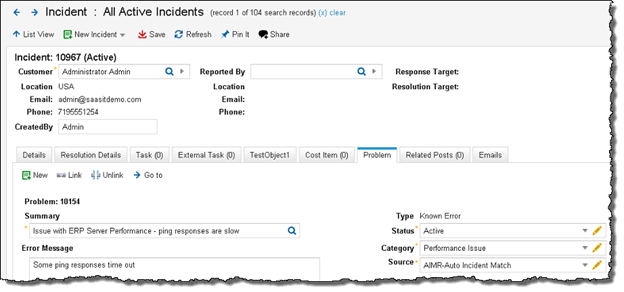 Incident : All Active Incidents (record 1 of 104 search records) (x) clear
List View New Incident Save Refresh Pin It Share
Incident: 10967 (Active)
Customer * Administrator Admin Reported By Response Target:
Location USA Location Resolution Target:
Email: admin@saasitdemo.com Email:
Phone: 7195551254 Phone:
CreatedBy Admin
Details Resolution Details Task (0) External Task (0) TestObject1 Cost Item (0) Problem Related Posts (0) Emails
New Link Unlink Go to
Problem: 10154
Summary Type Known Error
* Issue with ERP Server Performance - ping responses are slow Status * Active
Error Message Category * Performance Issue
Some ping responses time out Source * AIMR-Auto Incident Match